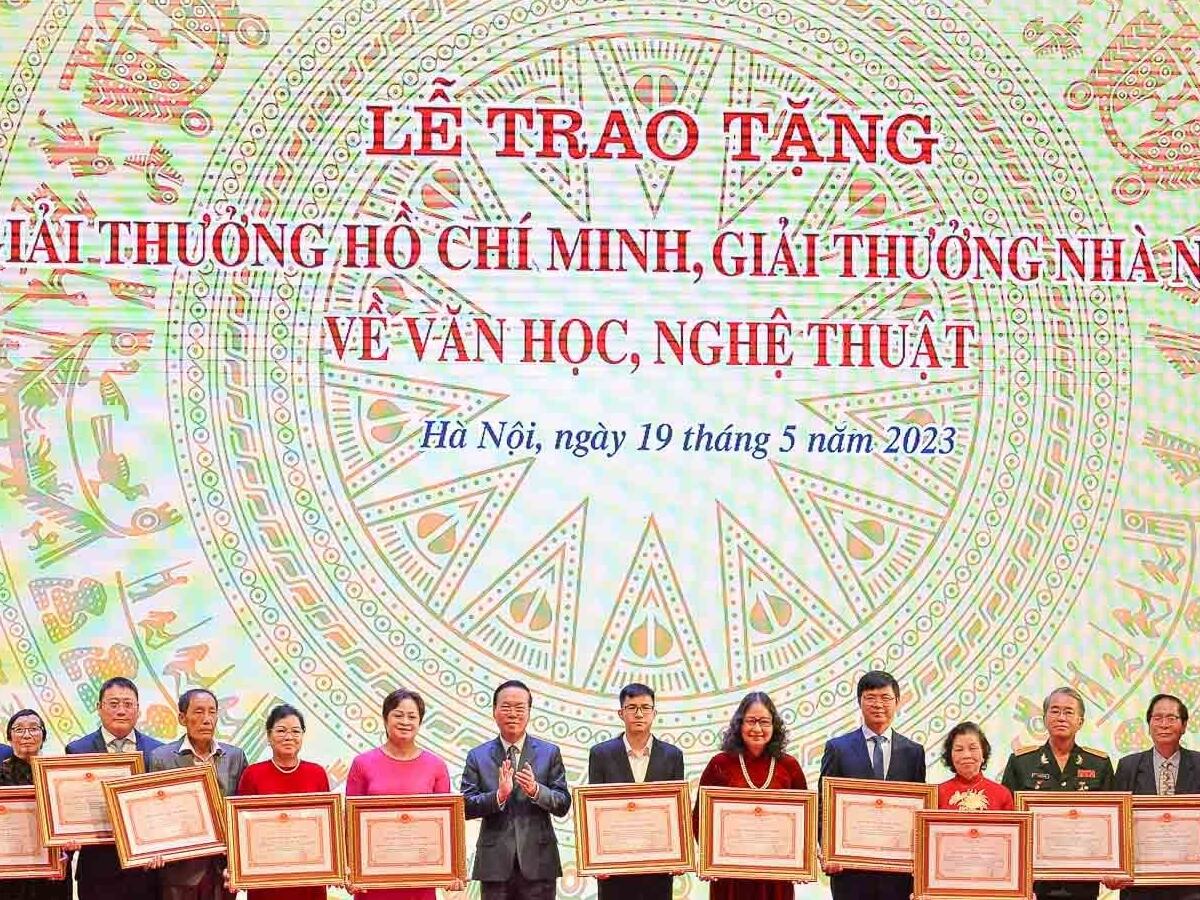 LỄ TRAO TẶNG
IẢI THƯỞNG HỒ CHÍ MINH, GIẢI THƯỞNG NHÀ N
VỀ VĂN HỌC, NGHỆ THUẬT
Hà Nội, ngày 19 tháng 5 năm 2023